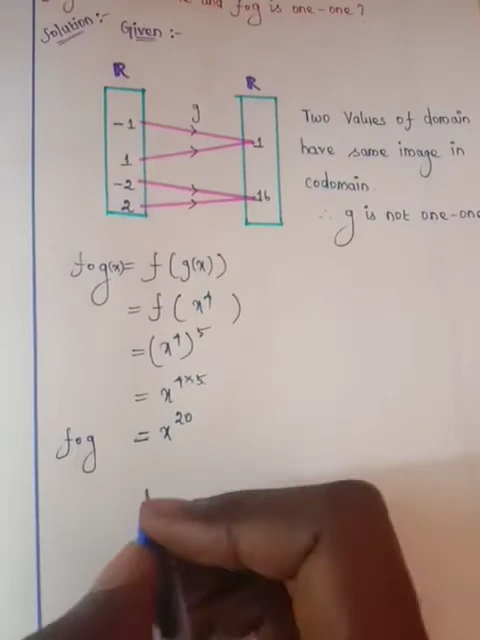 and fog is one-one?
Solution:- Given :-
R R
g
-1
1
-2
2
1
16
Two Values of domain
have same image in
codomain.
∴ g is not one-one
fog(x)= f(g(x))
= f(x⁴ )
= (x⁴)⁵
= x⁴ˣ⁵
fog = x²⁰